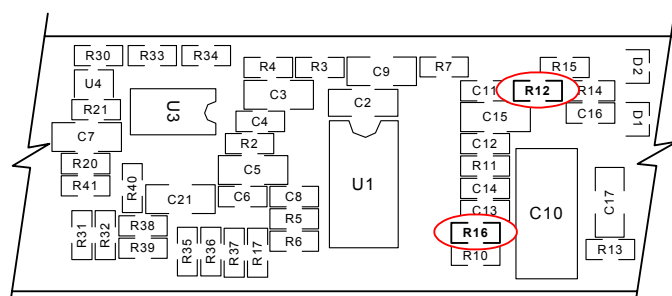 R30 R33 R34 R4 R3 C9 R7 R15 D2
U4 C3 C11 R12 R14
R21 U3 C2 C15 C16 D1
C7 C4
R2 C12
R20 C5 R11
R41 R40 U1 C14
C21 C6 C8 C13 C10 C17
R31 R32 R38 R5 R16
R39 R35 R36 R37 R17 R6 R10 R13